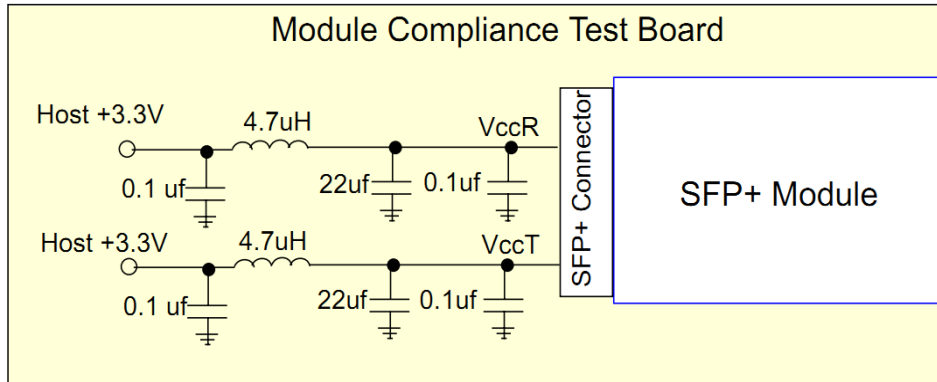 Module Compliance Test Board
Host +3.3V
4.7uH
VccR
0.1 uf
22uf
0.1uf
Host +3.3V
4.7uH
VccT
0.1 uf
22uf
0.1uf
SFP+ Connector
SFP+ Module